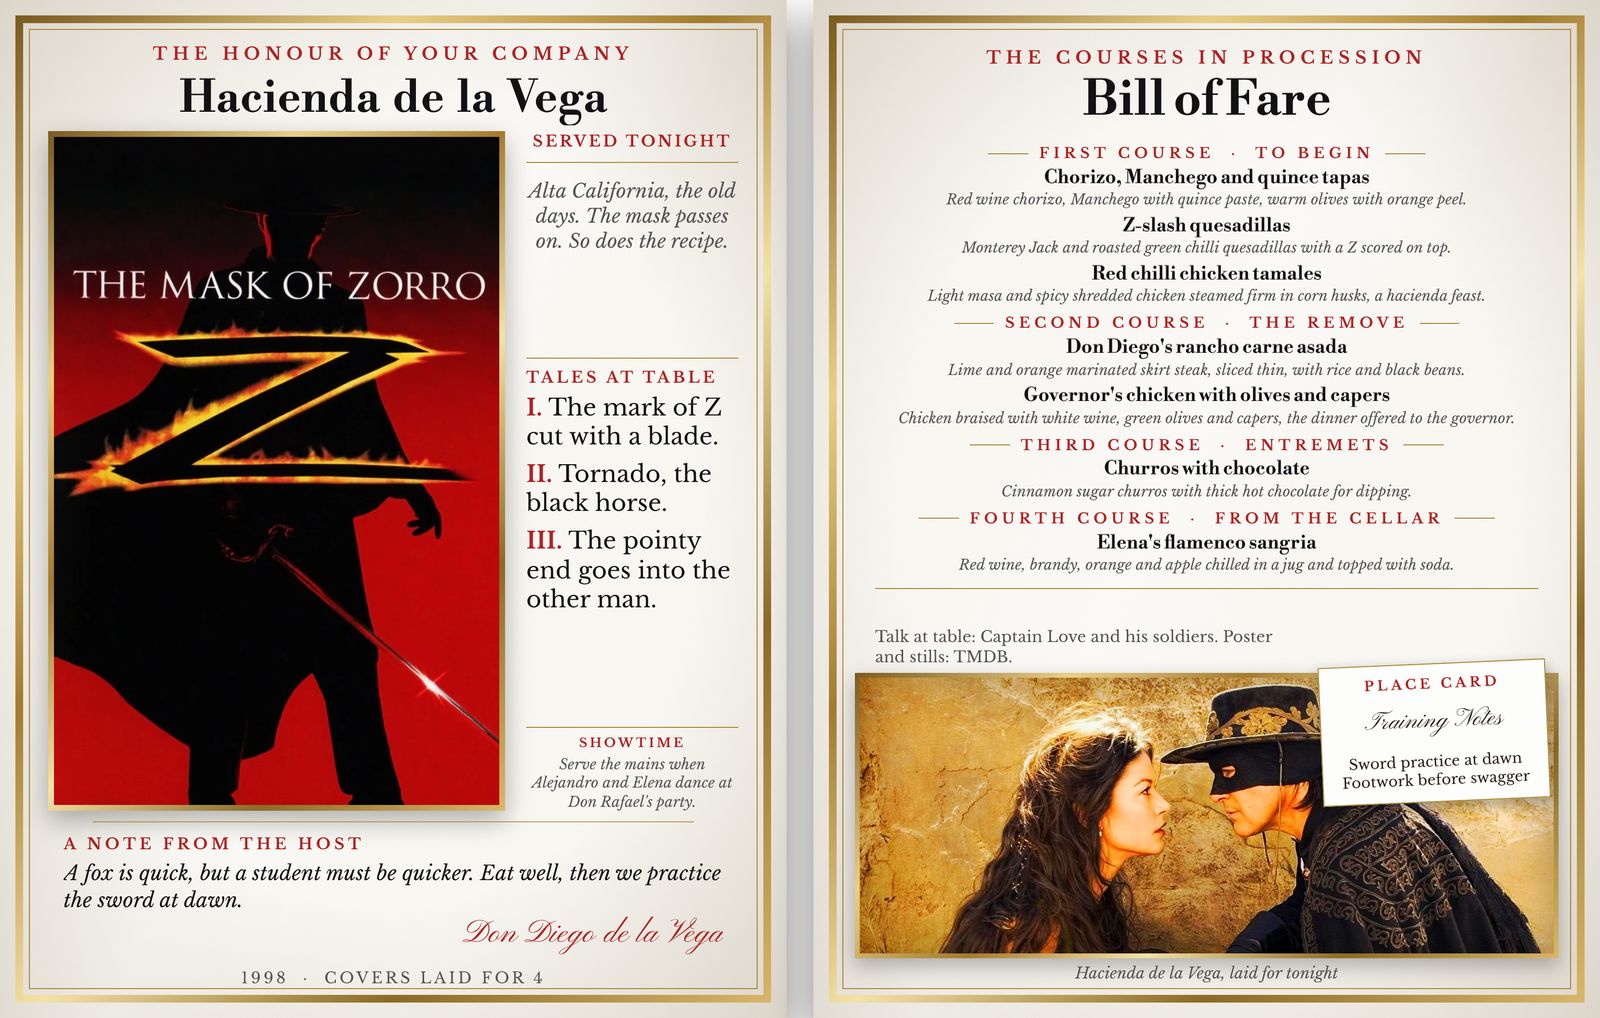 THE HONOUR OF YOUR COMPANY
Hacienda de la Vega
THE MASK OF ZORRO
Z
SERVED TONIGHT
Alta California, the old
days. The mask passes
on. So does the recipe.
TALES AT TABLE
I. The mark of Z
cut with a blade.
II. Tornado, the
black horse.
III. The pointy
end goes into the
other man.
SHOWTIME
Serve the mains when
Alejandro and Elena dance at
Don Rafael's party.
A NOTE FROM THE HOST
A fox is quick, but a student must be quicker. Eat well, then we practice
the sword at dawn.
Don Diego de la Vega
1998 · COVERS LAID FOR 4
THE COURSES IN PROCESSION
Bill of Fare
FIRST COURSE · TO BEGIN
Chorizo, Manchego and quince tapas
Red wine chorizo, Manchego with quince paste, warm olives with orange peel.
Z-slash quesadillas
Monterey Jack and roasted green chilli quesadillas with a Z scored on top.
Red chilli chicken tamales
Light masa and spicy shredded chicken steamed firm in corn husks, a hacienda feast.
SECOND COURSE · THE REMOVE
Don Diego's rancho carne asada
Lime and orange marinated skirt steak, sliced thin, with rice and black beans.
Governor's chicken with olives and capers
Chicken braised with white wine, green olives and capers, the dinner offered to the governor.
THIRD COURSE · ENTREMETS
Churros with chocolate
Cinnamon sugar churros with thick hot chocolate for dipping.
FOURTH COURSE · FROM THE CELLAR
Elena's flamenco sangria
Red wine, brandy, orange and apple chilled in a jug and topped with soda.
Talk at table: Captain Love and his soldiers. Poster
and stills: TMDB.
PLACE CARD
Training Notes
Sword practice at dawn
Footwork before swagger
Hacienda de la Vega, laid for tonight